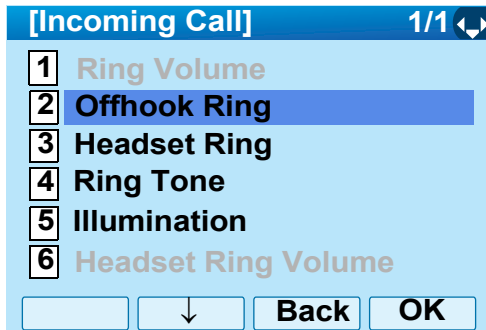 [Incoming Call] 1/1
1 Ring Volume
2 Offhook Ring
3 Headset Ring
4 Ring Tone
5 Illumination
6 Headset Ring Volume
↓ Back OK